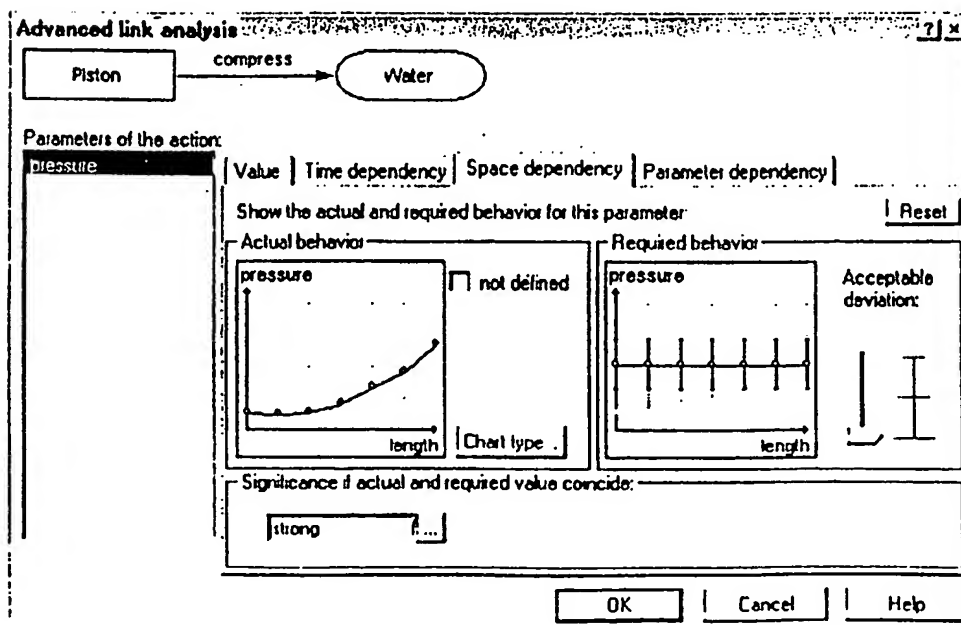 Advanced link analysis
? ×
Piston
compress
Water
Parameters of the action:
pressure
Value
Time dependency
Space dependency
Parameter dependency
Show the actual and required behavior for this parameter:
Reset
Actual behavior
pressure
length
not defined
Chart type .
Required behavior
pressure
length
Acceptable
deviation:
Significance if actual and required value coincide:
strong
...
OK
Cancel
Help